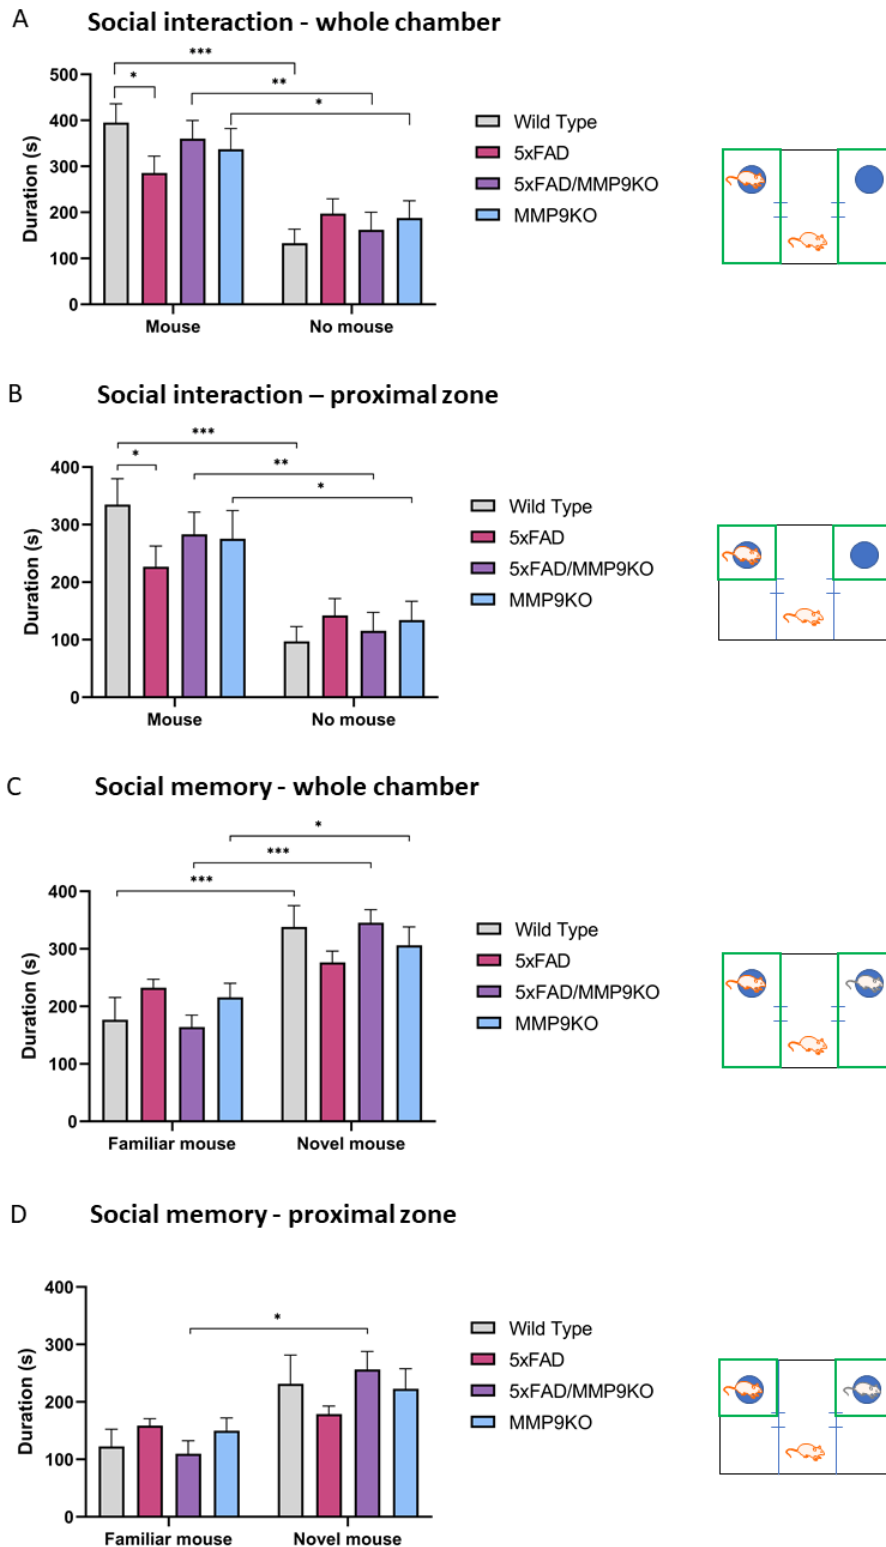 A
Social interaction - whole chamber
***
*
**
*
500
400
300
200
100
0
Duration (s)
Mouse
No mouse
Wild Type
5xFAD
5xFAD/MMP9KO
MMP9KO
B
Social interaction – proximal zone
***
*
**
*
400
300
200
100
0
Duration (s)
Mouse
No mouse
Wild Type
5xFAD
5xFAD/MMP9KO
MMP9KO
C
Social memory - whole chamber
*
***
***
400
300
200
100
0
Duration (s)
Familiar mouse
Novel mouse
Wild Type
5xFAD
5xFAD/MMP9KO
MMP9KO
D
Social memory - proximal zone
*
400
300
200
100
0
Duration (s)
Familiar mouse
Novel mouse
Wild Type
5xFAD
5xFAD/MMP9KO
MMP9KO